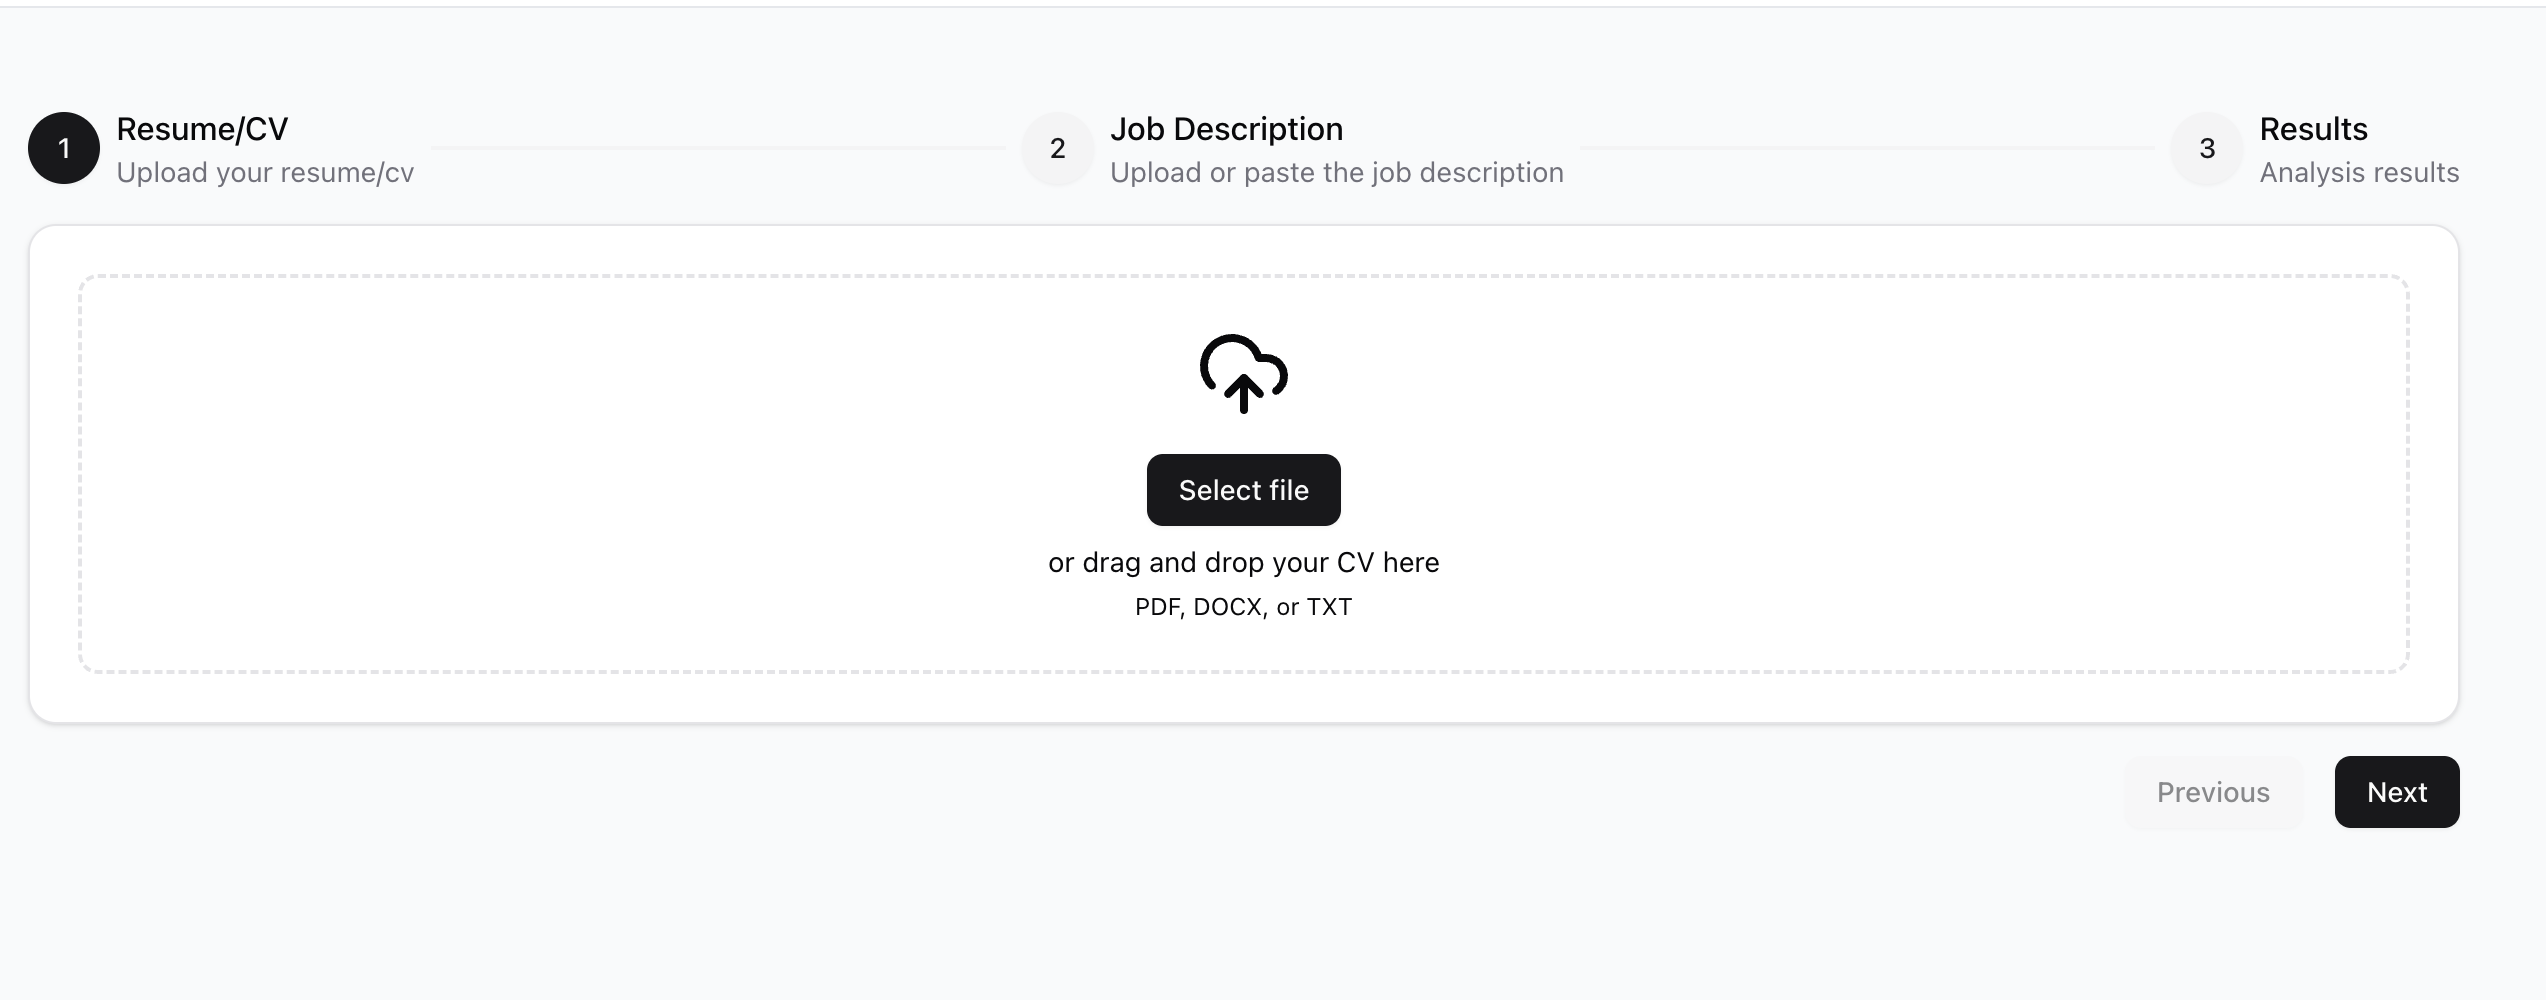 1
Resume/CV
Upload your resume/cv
2
Job Description
Upload or paste the job description
3
Results
Analysis results
Select file
or drag and drop your CV here
PDF, DOCX, or TXT
Previous
Next